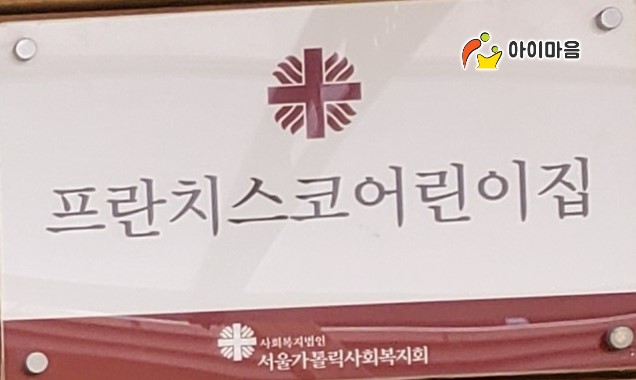 아이마음
프란치스코어린이집
사회복지법인
서울가톨릭사회복지회